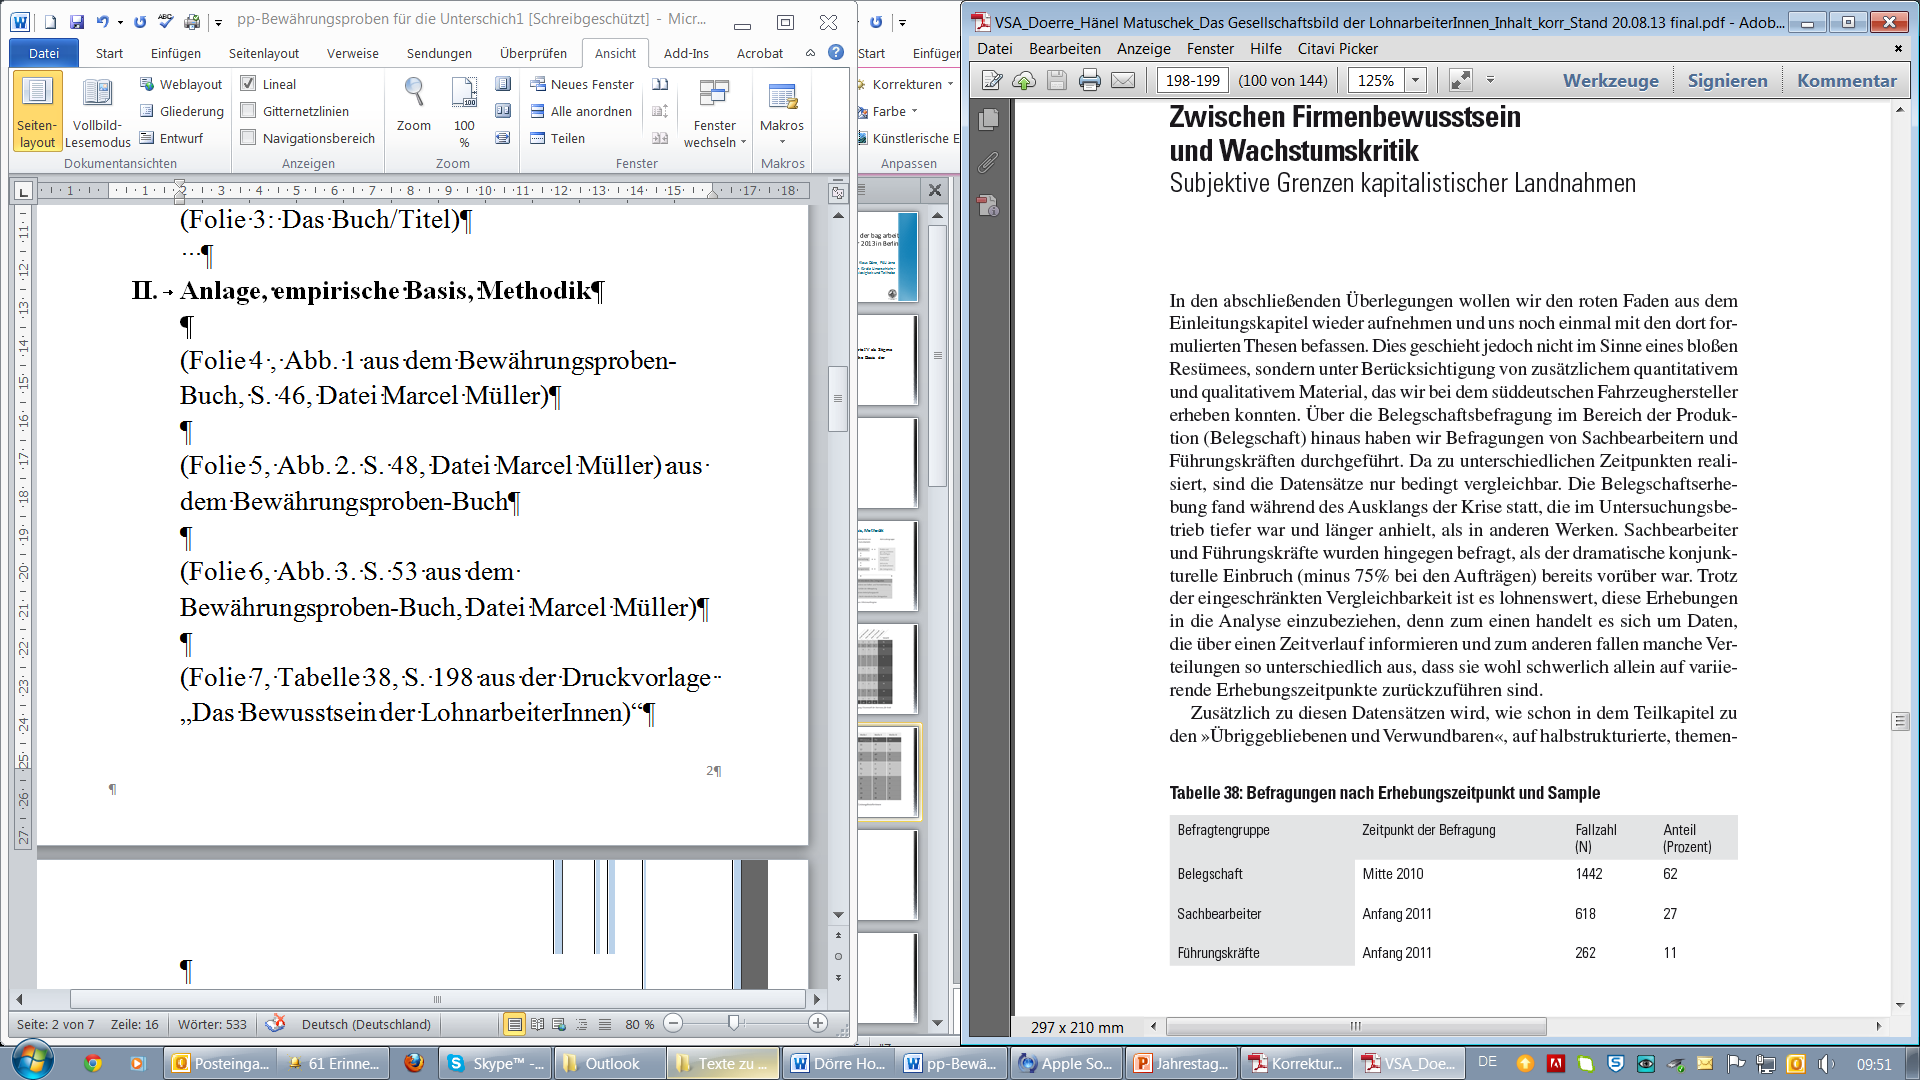 pp-Bewährungsproben für die Unterschich1 [Schreibgeschützt] - Micr...
Datei Start Einfügen Seitenlayout Verweise Sendungen Überprüfen Ansicht Add-Ins Acrobat
Seiten-
layout
Vollbild-
Lesemodus
Weblayout
Gliederung
Entwurf
Dokumentansichten
Lineal
Gitternetzlinien
Navigationsbereich
Anzeigen
Zoom
100
%
Zoom
Neues Fenster
Alle anordnen
Teilen
Fenster
wechseln
Fenster
Makros
Makros
(Folie 3: Das Buch/Titel)¶
...¶
II. → Anlage, empirische Basis, Methodik¶
¶
(Folie 4 , Abb. 1 aus dem Bewährungsproben-
Buch, S. 46, Datei Marcel Müller)¶
¶
(Folie 5, Abb. 2. S. 48, Datei Marcel Müller) aus
dem Bewährungsproben-Buch¶
¶
(Folie 6, Abb. 3. S. 53 aus dem
Bewährungsproben-Buch, Datei Marcel Müller)¶
¶
(Folie 7, Tabelle 38, S. 198 aus der Druckvorlage
„Das Bewusstsein der LohnarbeiterInnen)“¶
2¶
¶
¶
Seite: 2 von 7 Zeile: 16 Wörter: 533 Deutsch (Deutschland) 80 %
Start Einfüge
Korrekturen
Farbe
Künstlerische E
Anpassen
VSA_Doerre_Hänel Matuschek_Das Gesellschaftsbild der LohnarbeiterInnen_Inhalt_korr_Stand 20.08.13 final.pdf - Adob...
Datei Bearbeiten Anzeige Fenster Hilfe Citavi Picker
198-199 (100 von 144) 125% Werkzeuge Signieren Kommentar
Zwischen Firmenbewusstsein
und Wachstumskritik
Subjektive Grenzen kapitalistischer Landnahmen
In den abschließenden Überlegungen wollen wir den roten Faden aus dem
Einleitungskapitel wieder aufnehmen und uns noch einmal mit den dort for-
mulierten Thesen befassen. Dies geschieht jedoch nicht im Sinne eines bloßen
Resümees, sondern unter Berücksichtigung von zusätzlichem quantitativem
und qualitativem Material, das wir bei dem süddeutschen Fahrzeughersteller
erheben konnten. Über die Belegschaftsbefragung im Bereich der Produk-
tion (Belegschaft) hinaus haben wir Befragungen von Sachbearbeitern und
Führungskräften durchgeführt. Da zu unterschiedlichen Zeitpunkten reali-
siert, sind die Datensätze nur bedingt vergleichbar. Die Belegschaftserhe-
bung fand während des Ausklangs der Krise statt, die im Untersuchungsbe-
trieb tiefer war und länger anhielt, als in anderen Werken. Sachbearbeiter
und Führungskräfte wurden hingegen befragt, als der dramatische konjunk-
turelle Einbruch (minus 75% bei den Aufträgen) bereits vorüber war. Trotz
der eingeschränkten Vergleichbarkeit ist es lohnenswert, diese Erhebungen
in die Analyse einzubeziehen, denn zum einen handelt es sich um Daten,
die über einen Zeitverlauf informieren und zum anderen fallen manche Ver-
teilungen so unterschiedlich aus, dass sie wohl schwerlich allein auf variie-
rende Erhebungszeitpunkte zurückzuführen sind.
Zusätzlich zu diesen Datensätzen wird, wie schon in dem Teilkapitel zu
den »Übriggebliebenen und Verwundbaren«, auf halbstrukturierte, themen-
Tabelle 38: Befragungen nach Erhebungszeitpunkt und Sample
Befragtengruppe Zeitpunkt der Befragung Fallzahl (N) Anteil (Prozent)
Belegschaft Mitte 2010 1442 62
Sachbearbeiter Anfang 2011 618 27
Führungskräfte Anfang 2011 262 11
297 x 210 mm
Posteinga... 61 Erinne... Skype™ -... Outlook Texte zu ... Dörre Ho... pp-Bewä... Apple So... Jahrestag... Korrektur... VSA_Doe... DE 09:51